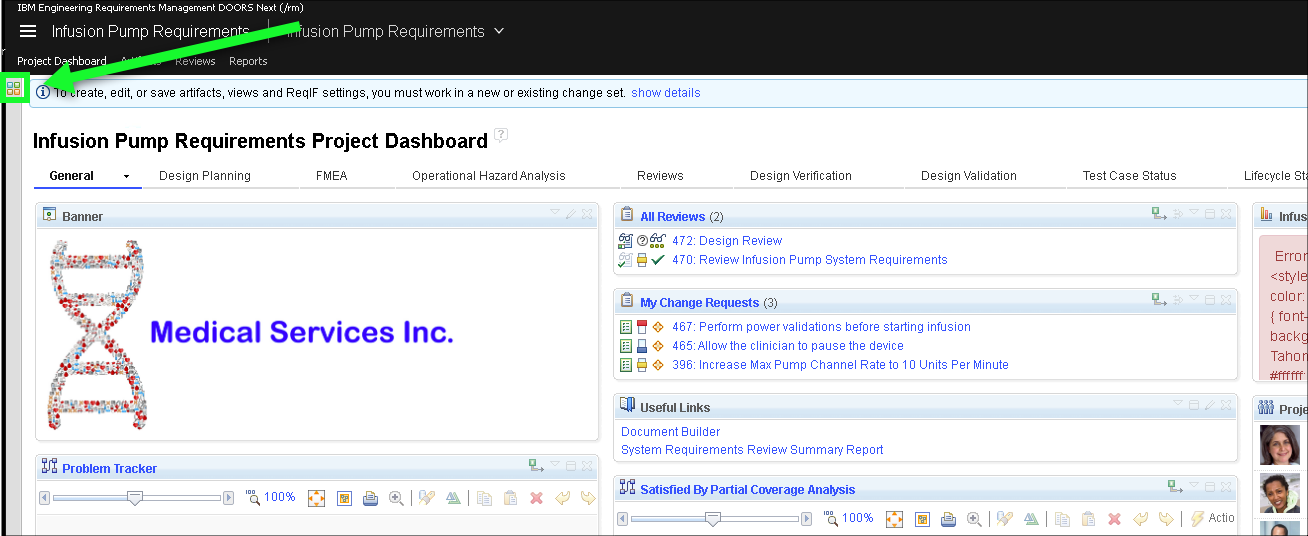 IBM Engineering Requirements Management DOORS Next (/rm)
Infusion Pump Requirements
Infusion Pump Requirements
Project Dashboard
Reviews
Reports
To create, edit, or save artifacts, views and ReqIF settings, you must work in a new or existing change set. show details
Infusion Pump Requirements Project Dashboard ?
General
Design Planning
FMEA
Operational Hazard Analysis
Reviews
Design Verification
Design Validation
Test Case Status
Lifecycle Sta
Banner
Medical Services Inc.
Problem Tracker
100 100%
All Reviews (2)
472: Design Review
470: Review Infusion Pump System Requirements
My Change Requests (3)
467: Perform power validations before starting infusion
465: Allow the clinician to pause the device
396: Increase Max Pump Channel Rate to 10 Units Per Minute
Useful Links
Document Builder
System Requirements Review Summary Report
Satisfied By Partial Coverage Analysis
100 100% Actio
Infus
Error
<style
color:
{ font-
backg
Tahom
#ffffff;
Proje